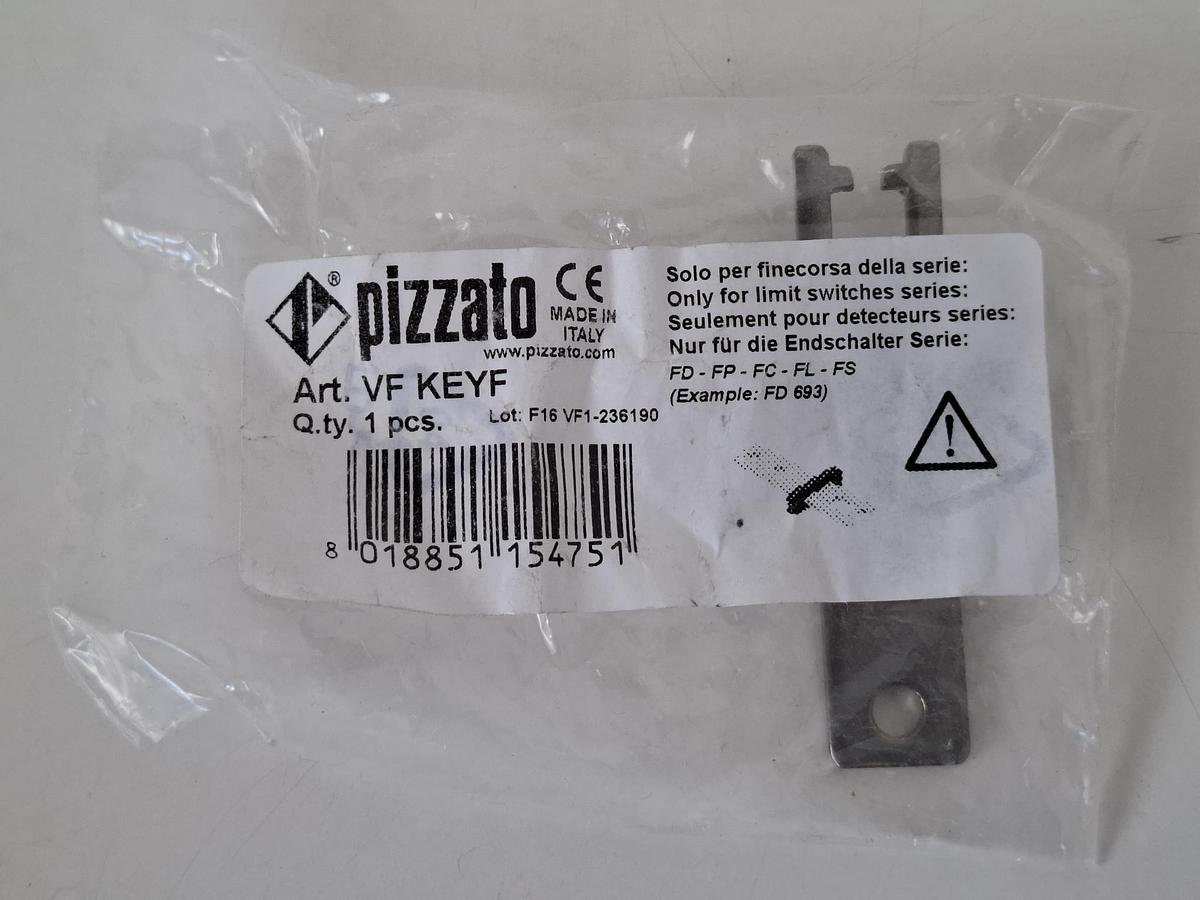 ® pizzato CE
MADE IN
ITALY
www.pizzato.com
Art. VF KEYF
Q.ty. 1 pcs. Lot: F16 VF1-236190
8 018851 154751
Solo per finecorsa della serie:
Only for limit switches series:
Seulement pour detecteurs series:
Nur für die Endschalter Serie:
FD - FP - FC - FL - FS
(Example: FD 693)
!